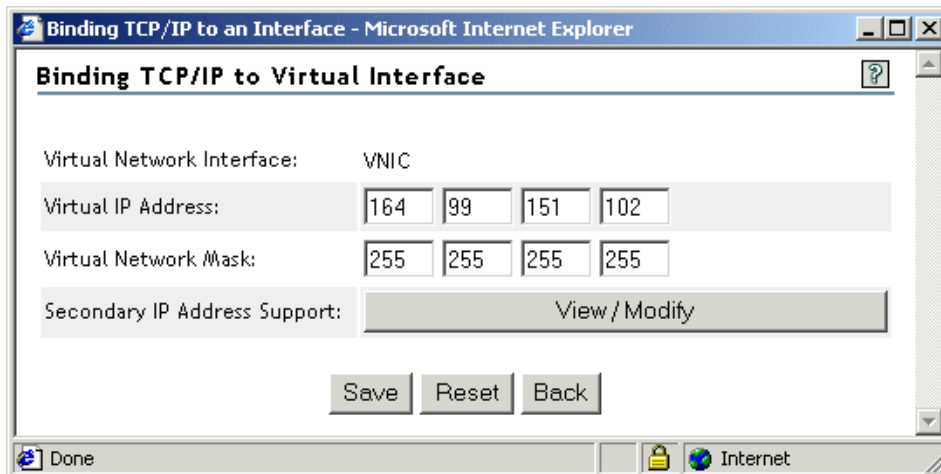 Binding TCP/IP to an Interface - Microsoft Internet Explorer
Binding TCP/IP to Virtual Interface ?
Virtual Network Interface: VNIC
Virtual IP Address: 164 99 151 102
Virtual Network Mask: 255 255 255 255
Secondary IP Address Support: View / Modify
Save Reset Back
Done Internet